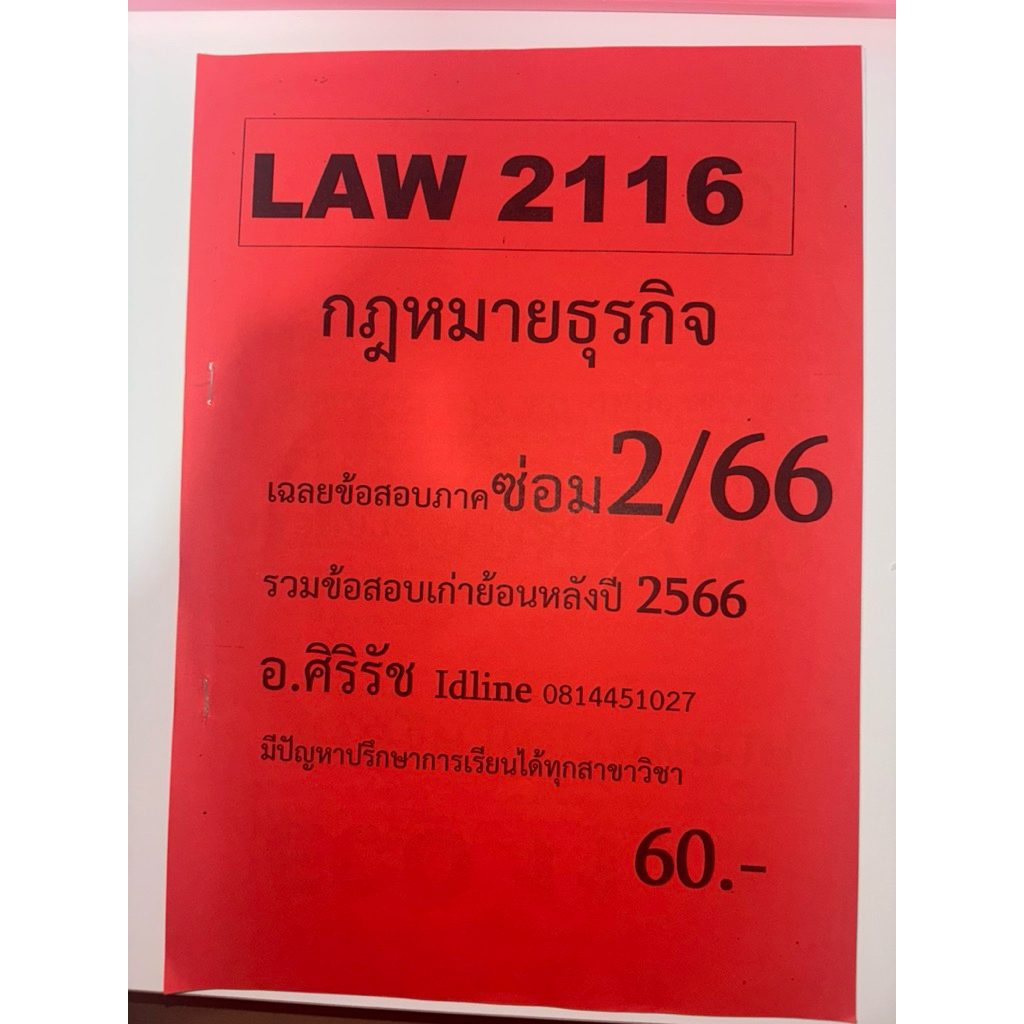 LAW 2116
กฎหมายธุรกิจ
เฉลยข้อสอบภาคซ่อม2/66
รวมข้อสอบเก่าย้อนหลังปี 2566
อ.ศิริรัช Idline 0814451027
มีปัญหาปรึกษาการเรียนได้ทุกสาขาวิชา
60.-